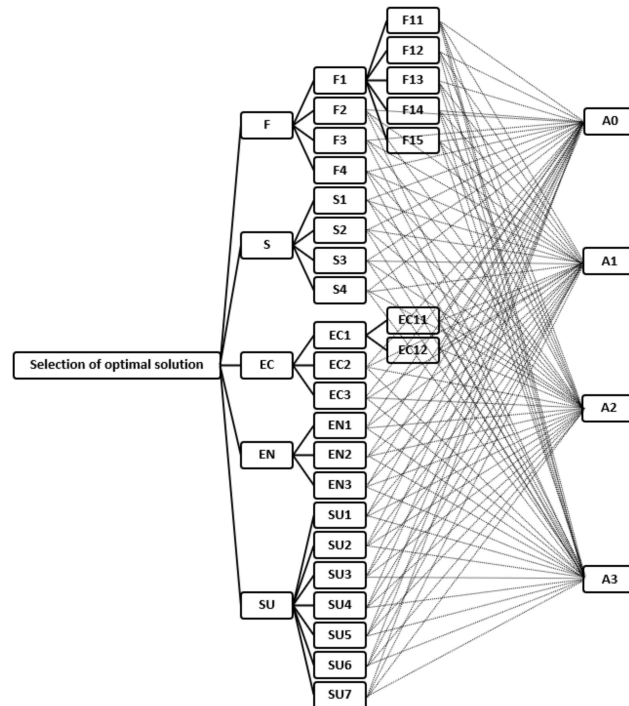 F11
F12
F1
F13
F2
F14
F
A0
F3
F15
F4
S1
S2
S
S3
A1
S4
EC11
EC1
EC12
Selection of optimal solution
EC
EC2
EC3
A2
EN1
EN
EN2
EN3
SU1
SU2
SU3
A3
SU
SU4
SU5
SU6
SU7